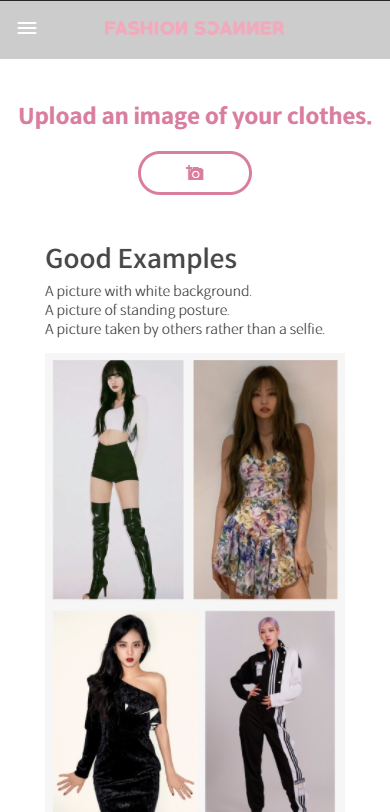 FASHION SCANNER
Upload an image of your clothes.
Good Examples
A picture with white background.
A picture of standing posture.
A picture taken by others rather than a selfie.